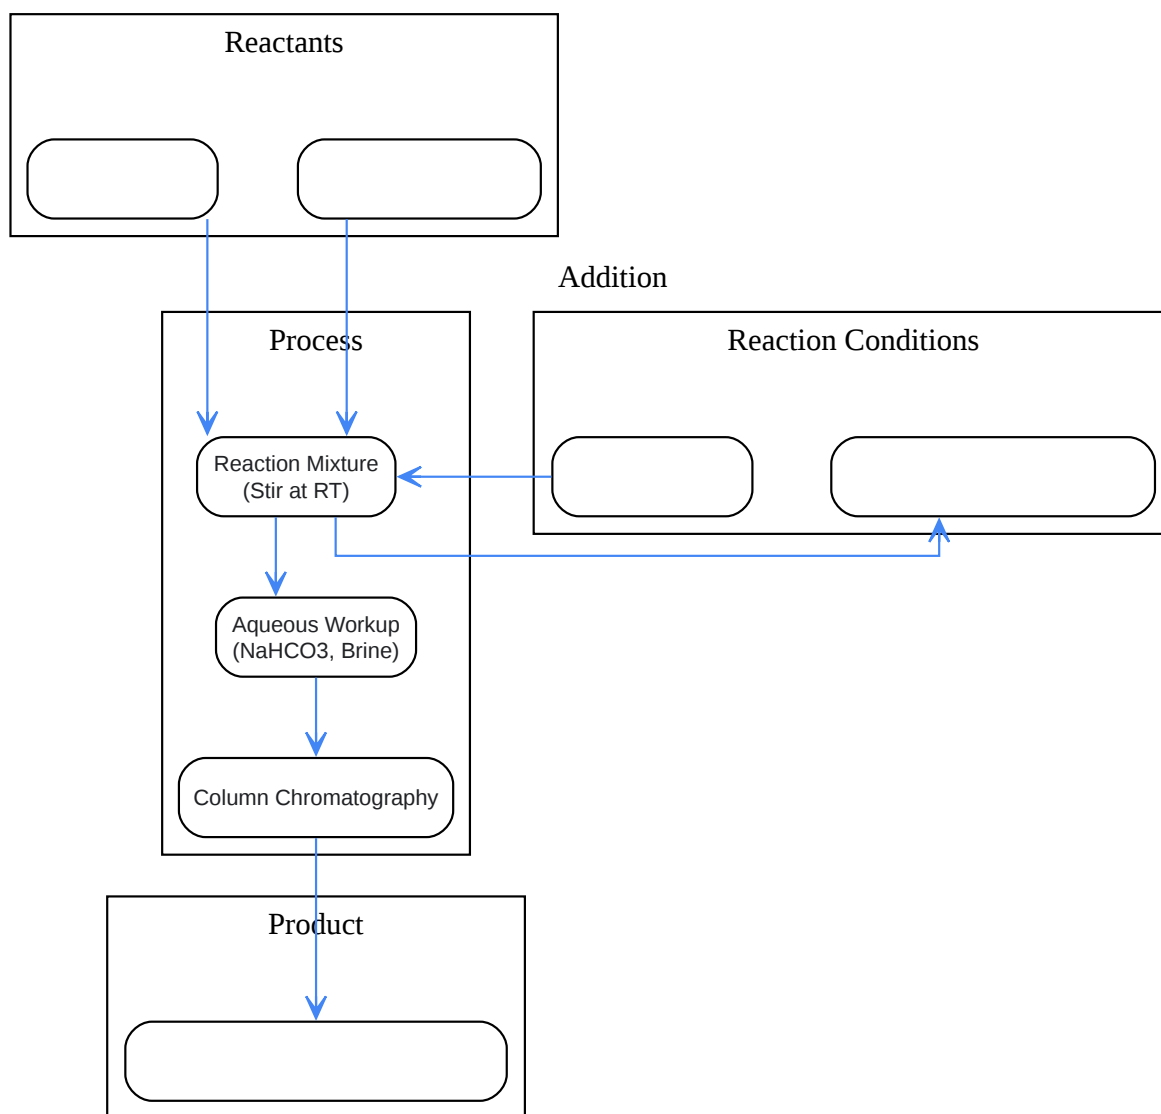 Reactants
Addition
Process
Reaction Conditions
Reaction Mixture
(Stir at RT)
Aqueous Workup
(NaHCO3, Brine)
Column Chromatography
Product